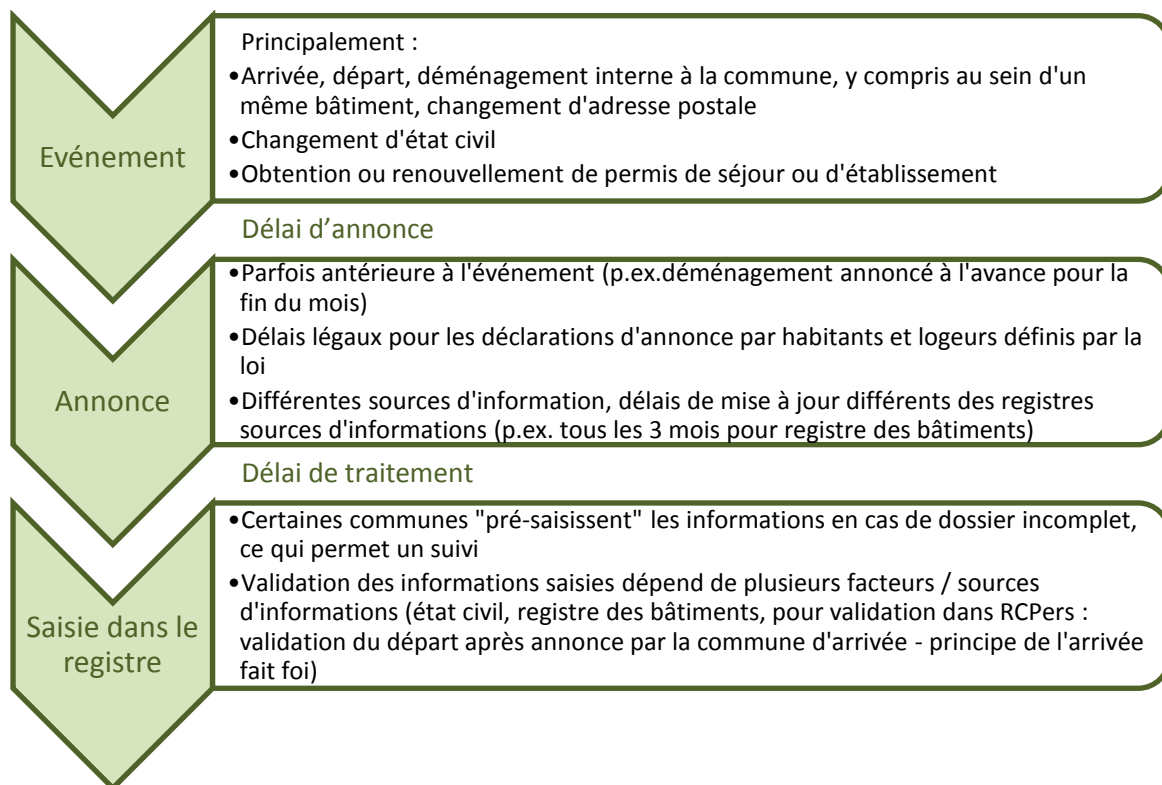 Principalement :
•Arrivée, départ, déménagement interne à la commune, y compris au sein d'un
même bâtiment, changement d'adresse postale
•Changement d'état civil
•Obtention ou renouvellement de permis de séjour ou d'établissement
Evénement
Délai d’annonce
•Parfois antérieure à l'événement (p.ex.déménagement annoncé à l'avance pour la
fin du mois)
•Délais légaux pour les déclarations d'annonce par habitants et logeurs définis par la
loi
•Différentes sources d'information, délais de mise à jour différents des registres
sources d'informations (p.ex. tous les 3 mois pour registre des bâtiments)
Annonce
Délai de traitement
•Certaines communes "pré-saisissent" les informations en cas de dossier incomplet,
ce qui permet un suivi
•Validation des informations saisies dépend de plusieurs facteurs / sources
d'informations (état civil, registre des bâtiments, pour validation dans RCPers :
validation du départ après annonce par la commune d'arrivée - principe de l'arrivée
fait foi)
Saisie dans le
registre